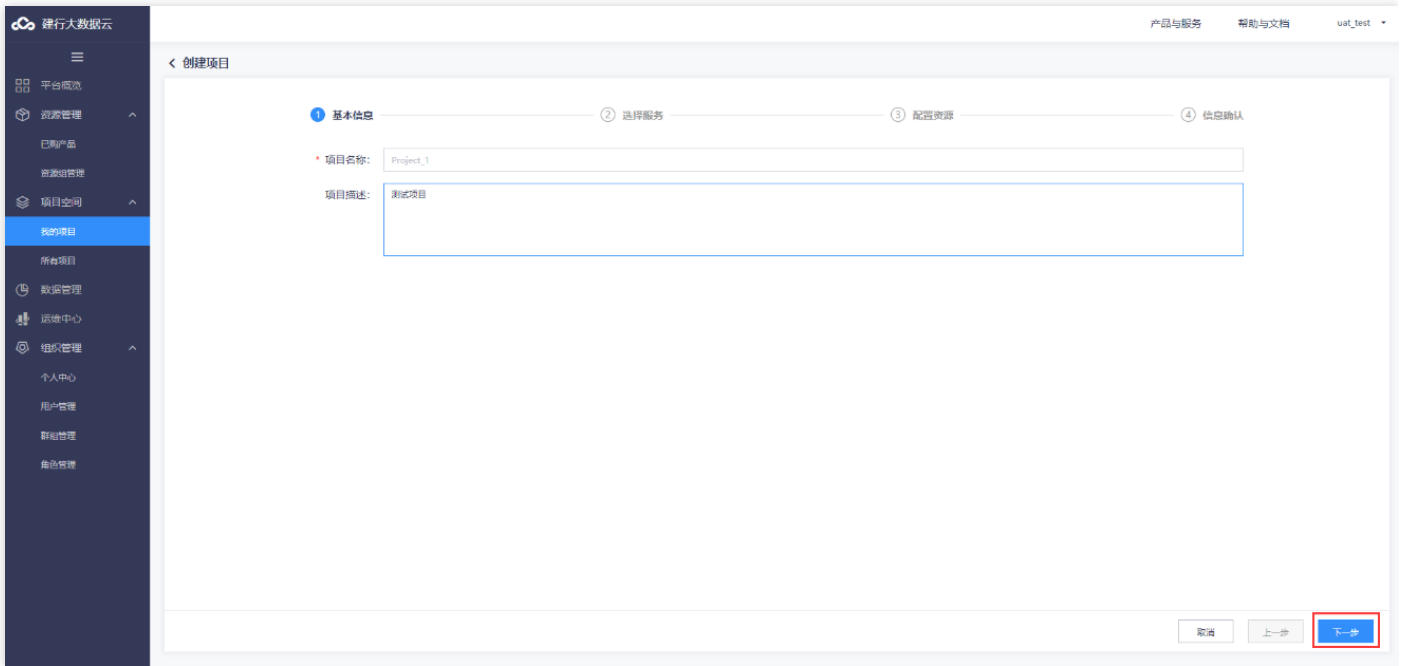 建行大数据云
产品与服务 帮助与文档 uat_test
创建项目
平台概览
资源管理
已购产品
资源组管理
项目空间
我的项目
所有项目
数据管理
运维中心
组织管理
个人中心
用户管理
群组管理
角色管理
1 基本信息 2 选择服务 3 配置资源 4 信息确认
* 项目名称: Project_1
项目描述: 测试项目
取消 上一步 下一步